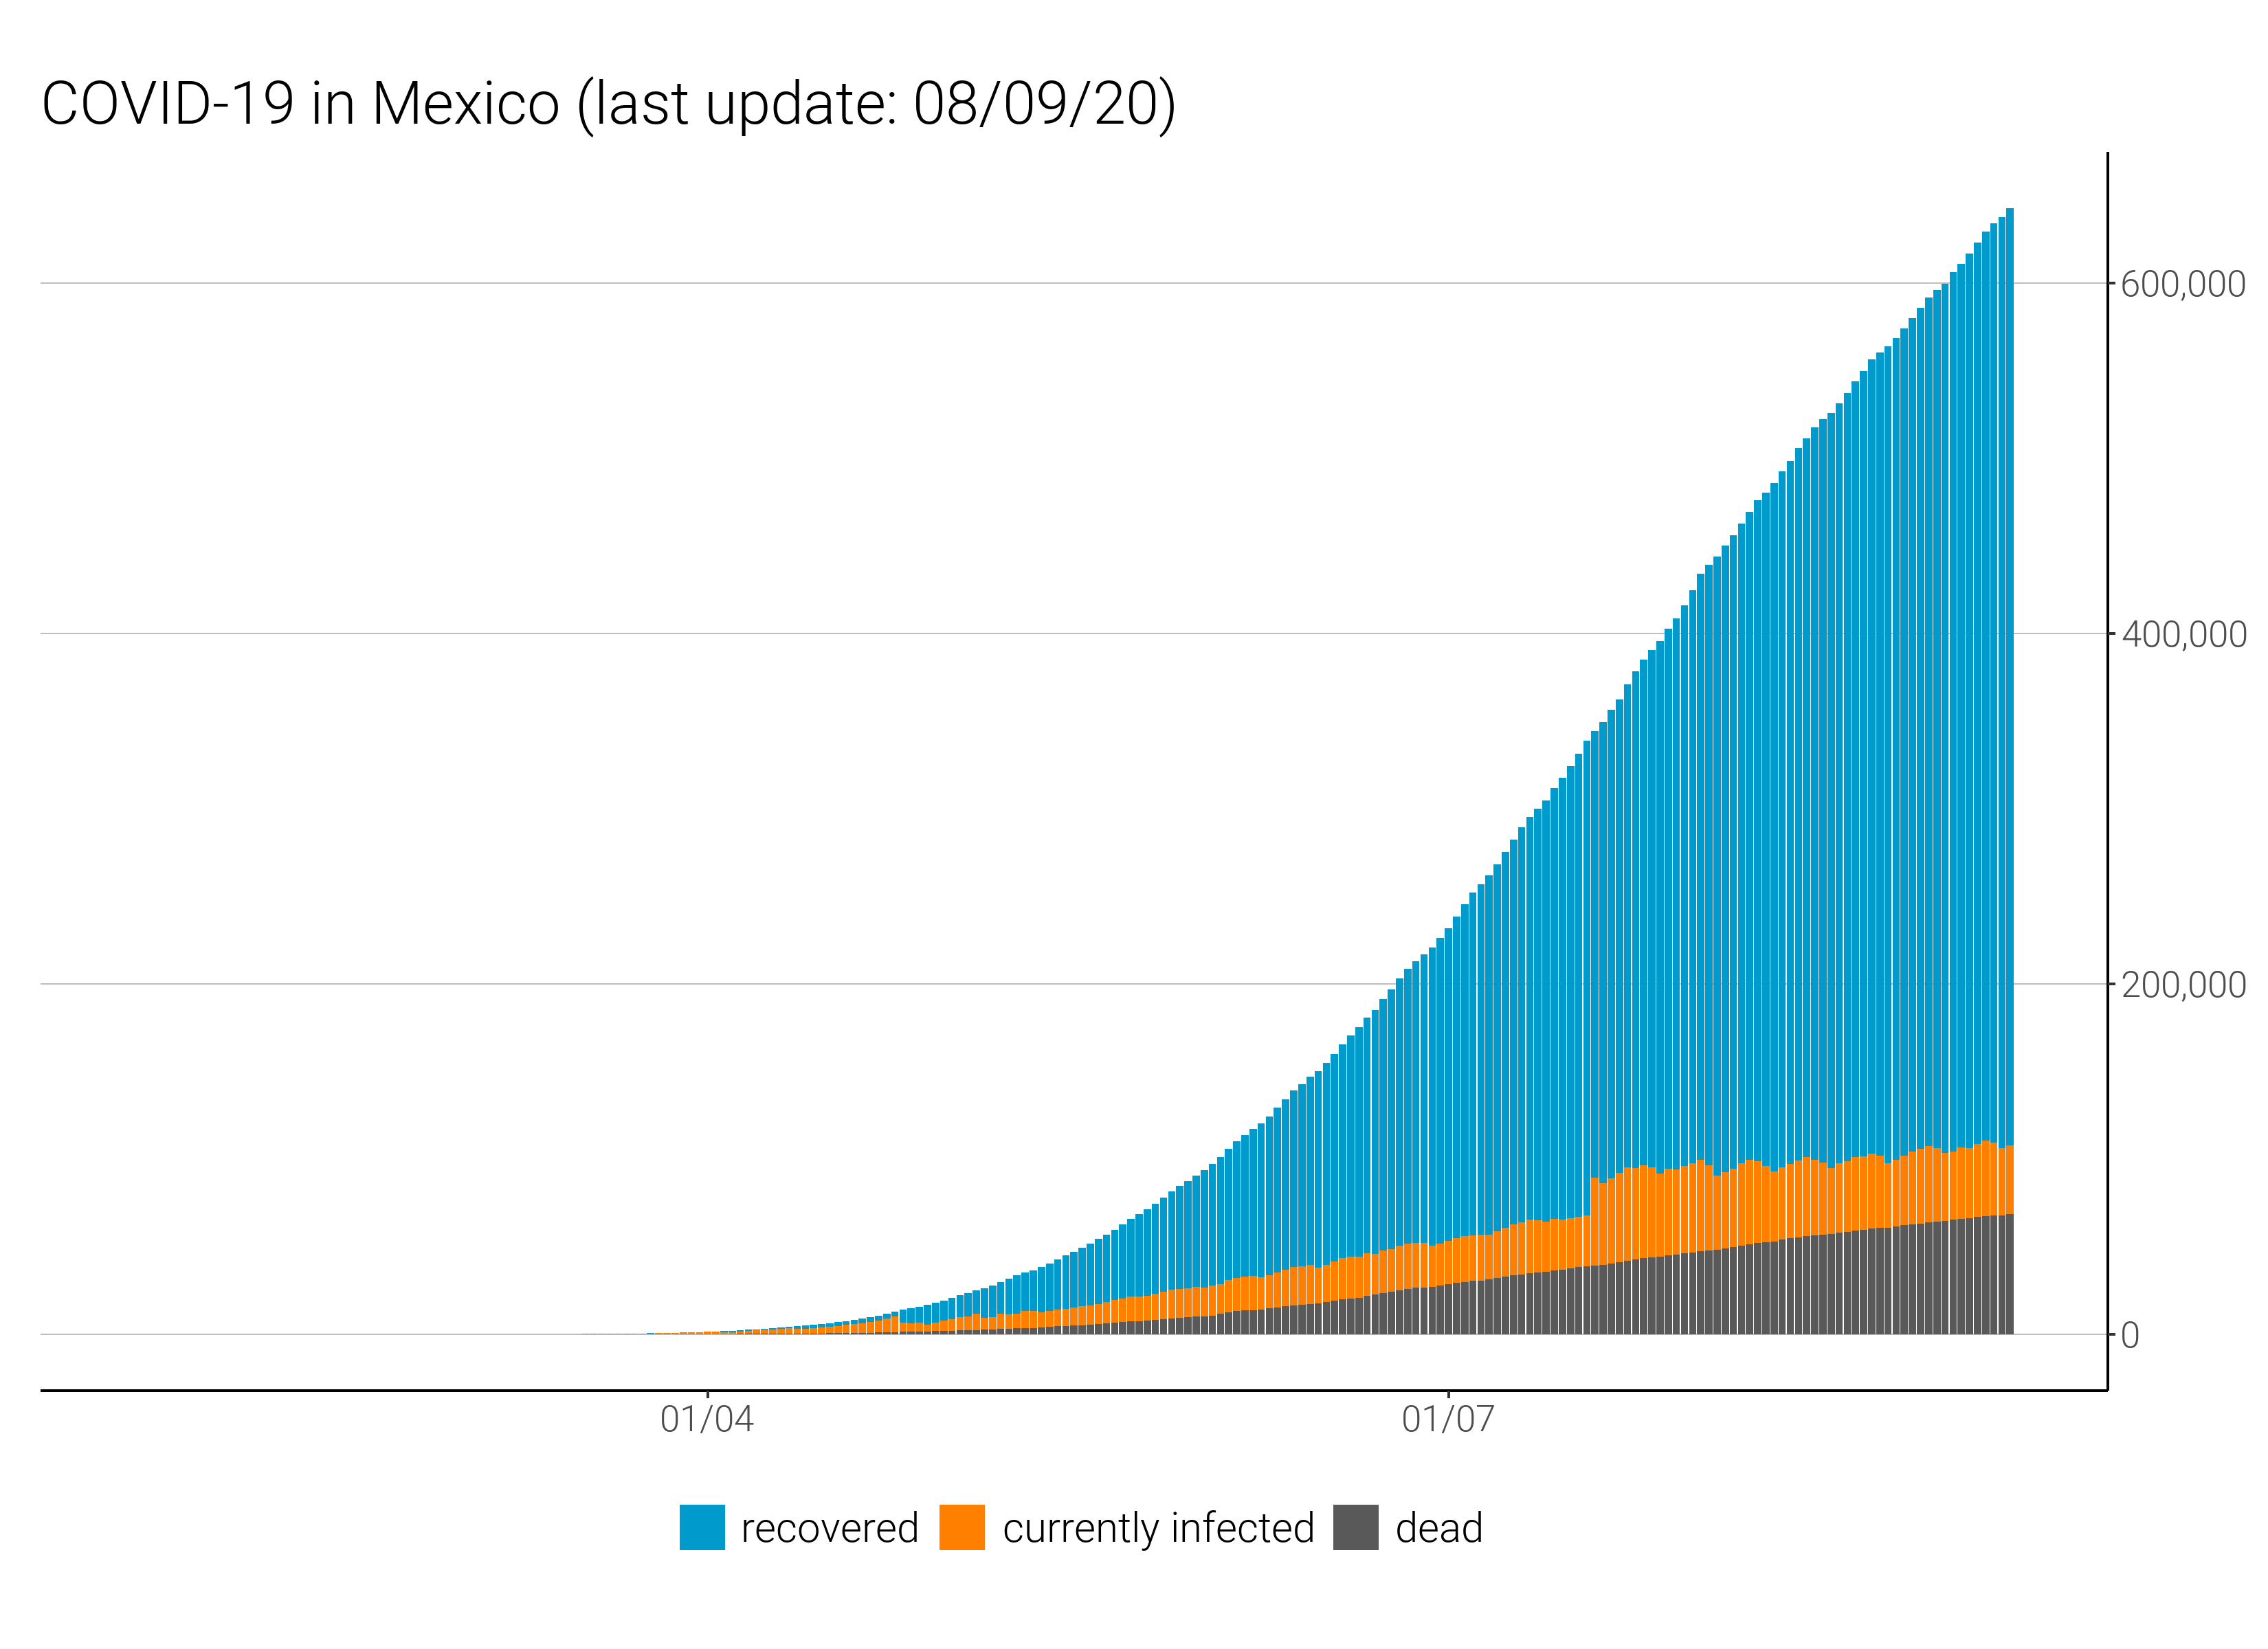 COVID-19 in Mexico (last update: 08/09/20)
600,000
400,000
200,000
0
01/04 01/07
recovered currently infected dead